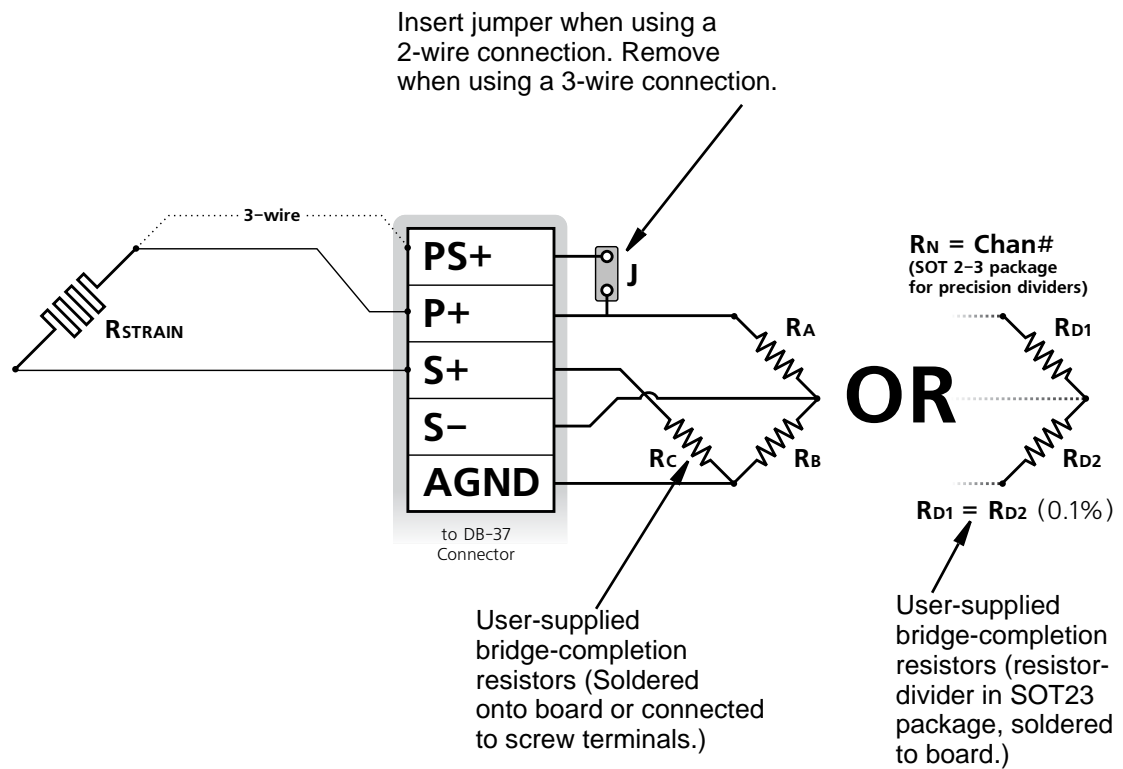 Insert jumper when using a
2-wire connection. Remove
when using a 3-wire connection.
3-wire
RSTRAIN
PS+
P+
S+
S-
AGND
to DB-37
Connector
J
RA
RB
RC
OR
RN = Chan#
(SOT 2-3 package
for precision dividers)
RD1
RD2
RD1 = RD2 (0.1%)
User-supplied
bridge-completion
resistors (Soldered
onto board or connected
to screw terminals.)
User-supplied
bridge-completion
resistors (resistor-
divider in SOT23
package, soldered
to board.)